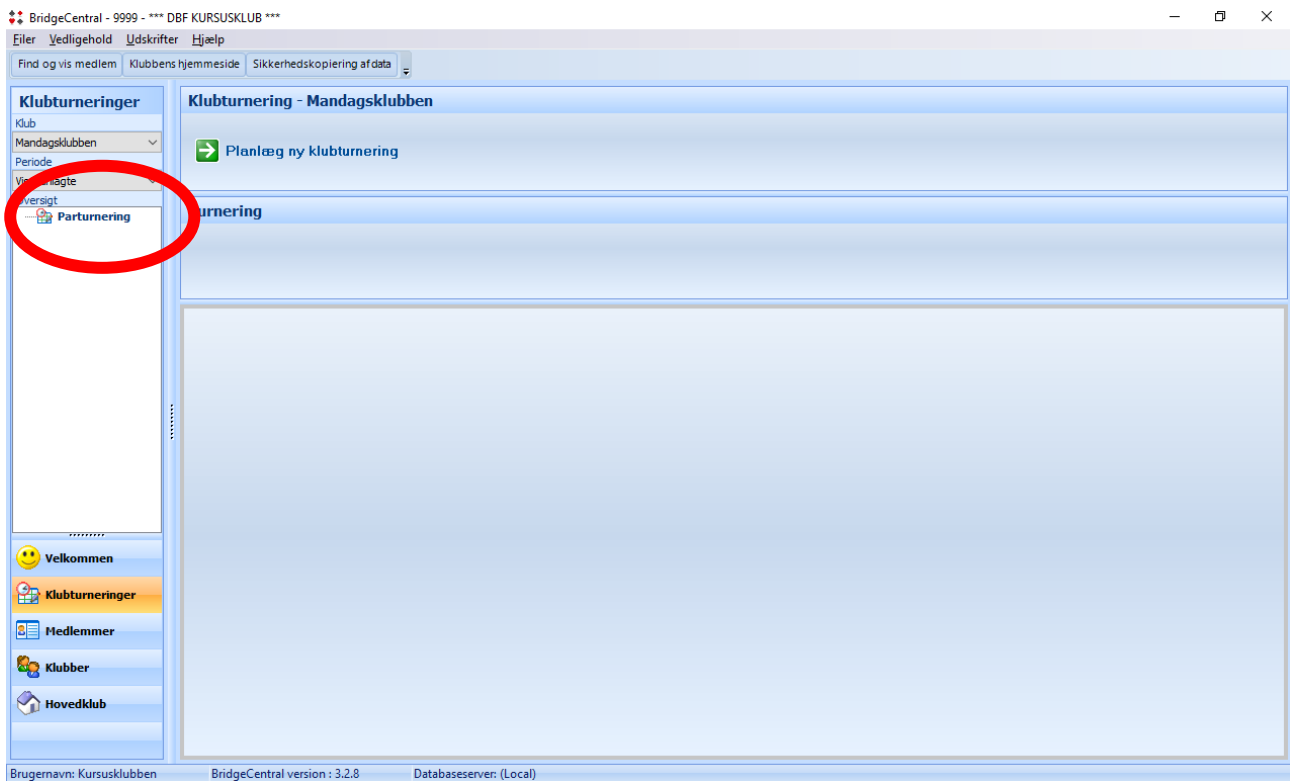 BridgeCentral - 9999 - *** DBF KURSUSKLUB ***
Filer Vedligehold Udskrifter Hjælp
Find og vis medlem Klubbens hjemmeside Sikkerhedskopiering af data
Klubturneringer
Klub
Mandagsklubben
Periode
Oversigt
Parturnering
Klubturnering - Mandagsklubben
Planlæg ny klubturnering
urnering
Velkommen
Klubturneringer
Medlemmer
Klubber
Hovedklub
Brugernavn: Kursusklubben BridgeCentral version : 3.2.8 Databaseserver: (Local)